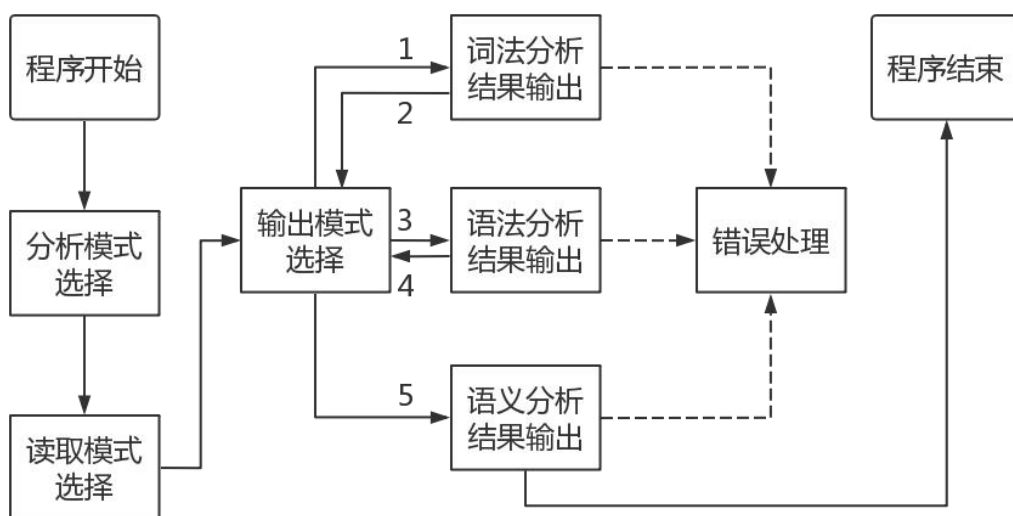 程序开始
1
词法分析
结果输出
程序结束
2
分析模式
选择
输出模式
选择
3
语法分析
结果输出
4
错误处理
读取模式
选择
5
语义分析
结果输出